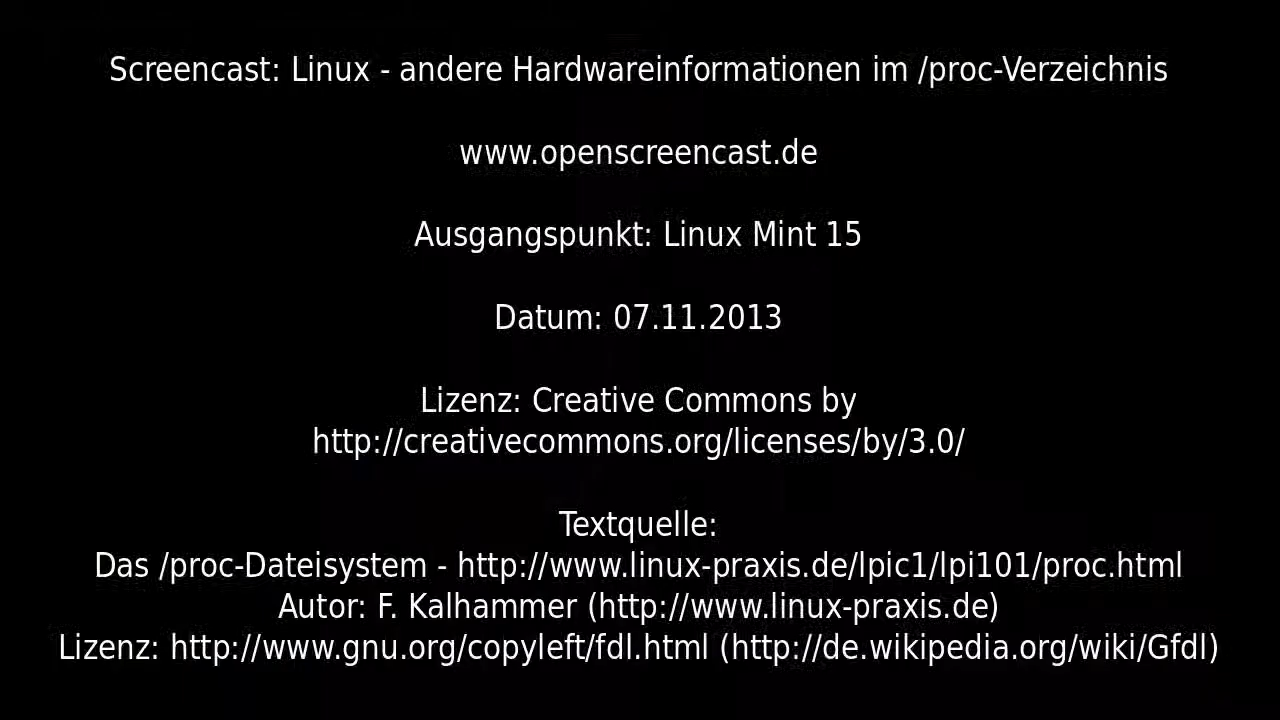 Screencast: Linux - andere Hardwareinformationen im /proc-Verzeichnis
www.openscreencast.de
Ausgangspunkt: Linux Mint 15
Datum: 07.11.2013
Lizenz: Creative Commons by
http://creativecommons.org/licenses/by/3.0/
Textquelle:
Das /proc-Dateisystem - http://www.linux-praxis.de/lpic1/lpi101/proc.html
Autor: F. Kalhammer (http://www.linux-praxis.de)
Lizenz: http://www.gnu.org/copyleft/fdl.html (http://de.wikipedia.org/wiki/Gfdl)